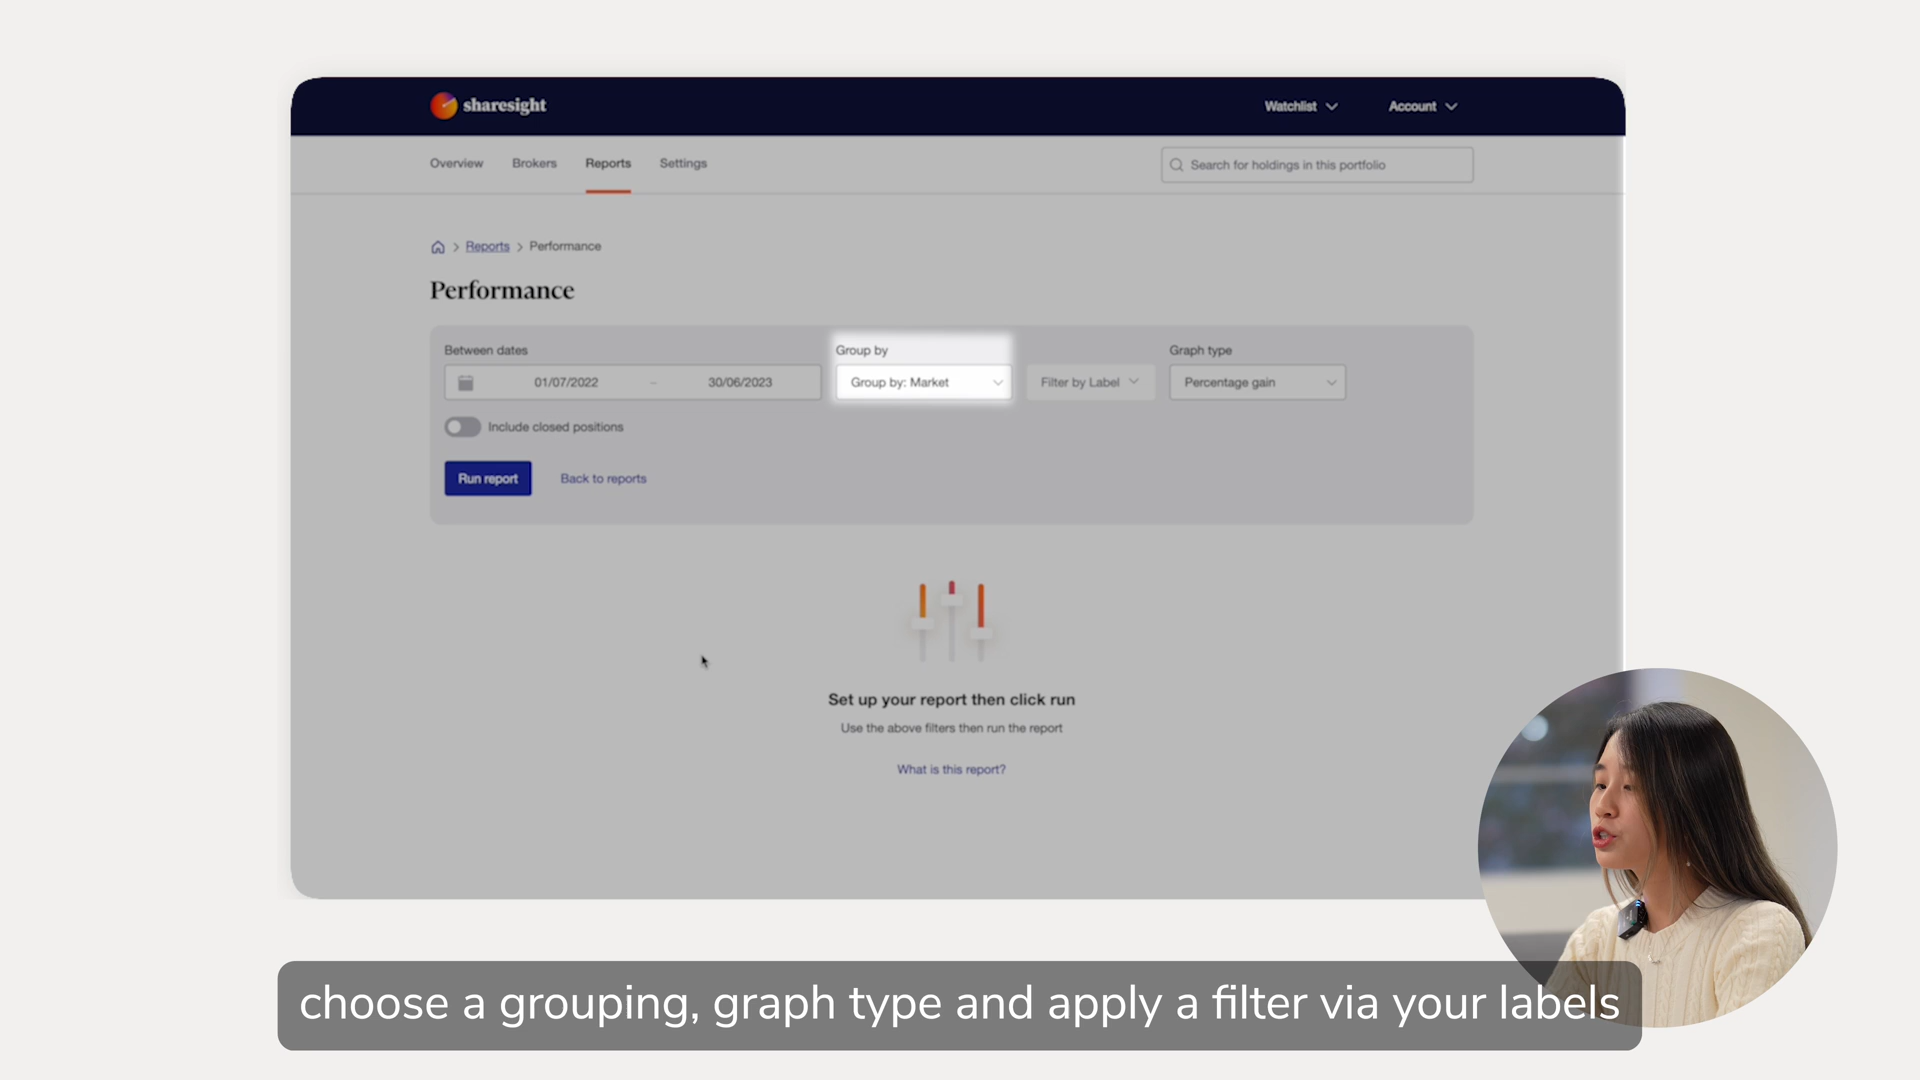 sharesight
Watchlist
Account
Overview
Brokers
Reports
Settings
Search for holdings in this portfolio
> Reports > Performance
Performance
Between dates
Group by
Graph type
01/07/2022 – 30/06/2023
Group by: Market
Filter by Label
Percentage gain
Include closed positions
Run report
Back to reports
Set up your report then click run
Use the above filters then run the report
What is this report?
choose a grouping, graph type and apply a filter via your labels